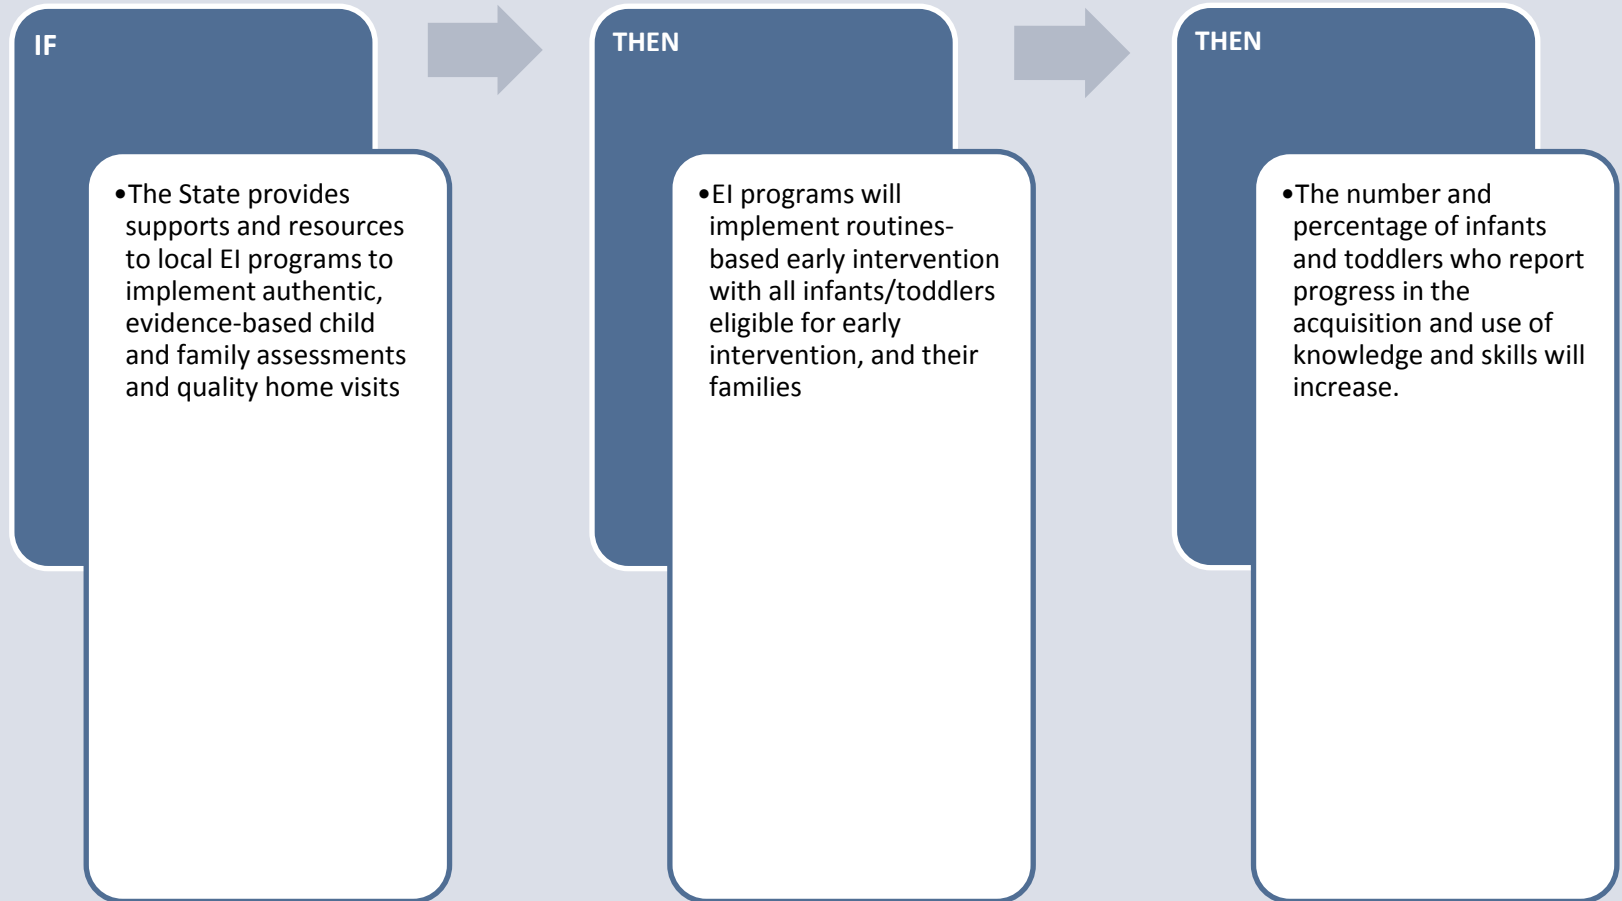 IF
•The State provides
supports and resources
to local EI programs to
implement authentic,
evidence-based child
and family assessments
and quality home visits
THEN
•EI programs will
implement routines-
based early intervention
with all infants/toddlers
eligible for early
intervention, and their
families
THEN
•The number and
percentage of infants
and toddlers who report
progress in the
acquisition and use of
knowledge and skills will
increase.